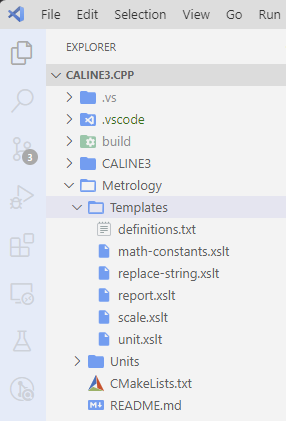 File Edit Selection View Go Run
EXPLORER
CALINE3.CPP
.vs
.vscode
build
3
CALINE3
Metrology
Templates
definitions.txt
math-constants.xslt
replace-string.xslt
report.xslt
scale.xslt
unit.xslt
Units
CMakeLists.txt
README.md